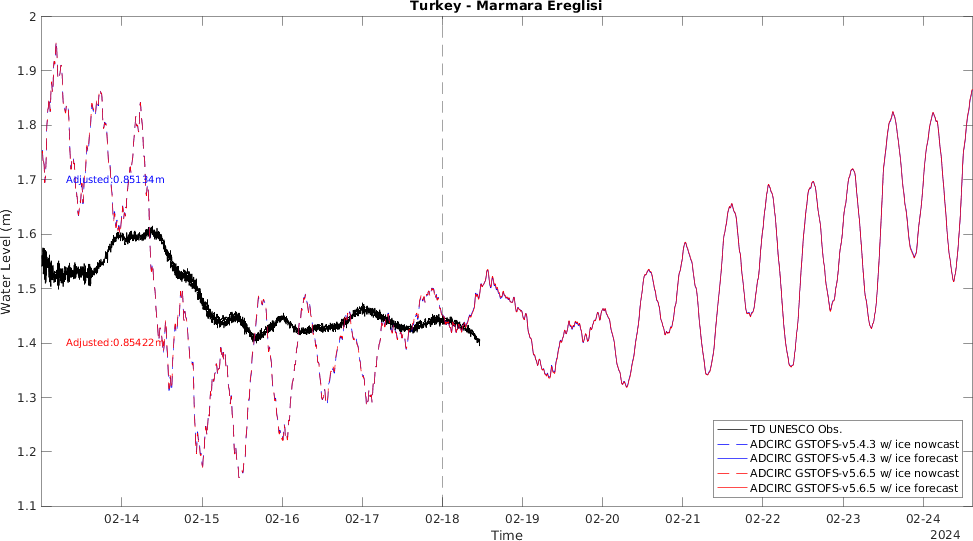 Turkey - Marmara Ereglisi
2
1.9
1.8
1.7
1.6
1.5
1.4
1.3
1.2
1.1
Water Level (m)
Adjusted:0.85134m
Adjusted:0.85422m
TD UNESCO Obs.
ADCIRC GSTOFS-v5.4.3 w/ ice nowcast
ADCIRC GSTOFS-v5.4.3 w/ ice forecast
ADCIRC GSTOFS-v5.6.5 w/ ice nowcast
ADCIRC GSTOFS-v5.6.5 w/ ice forecast
02-14 02-15 02-16 02-17 02-18 02-19 02-20 02-21 02-22 02-23 02-24
Time
2024